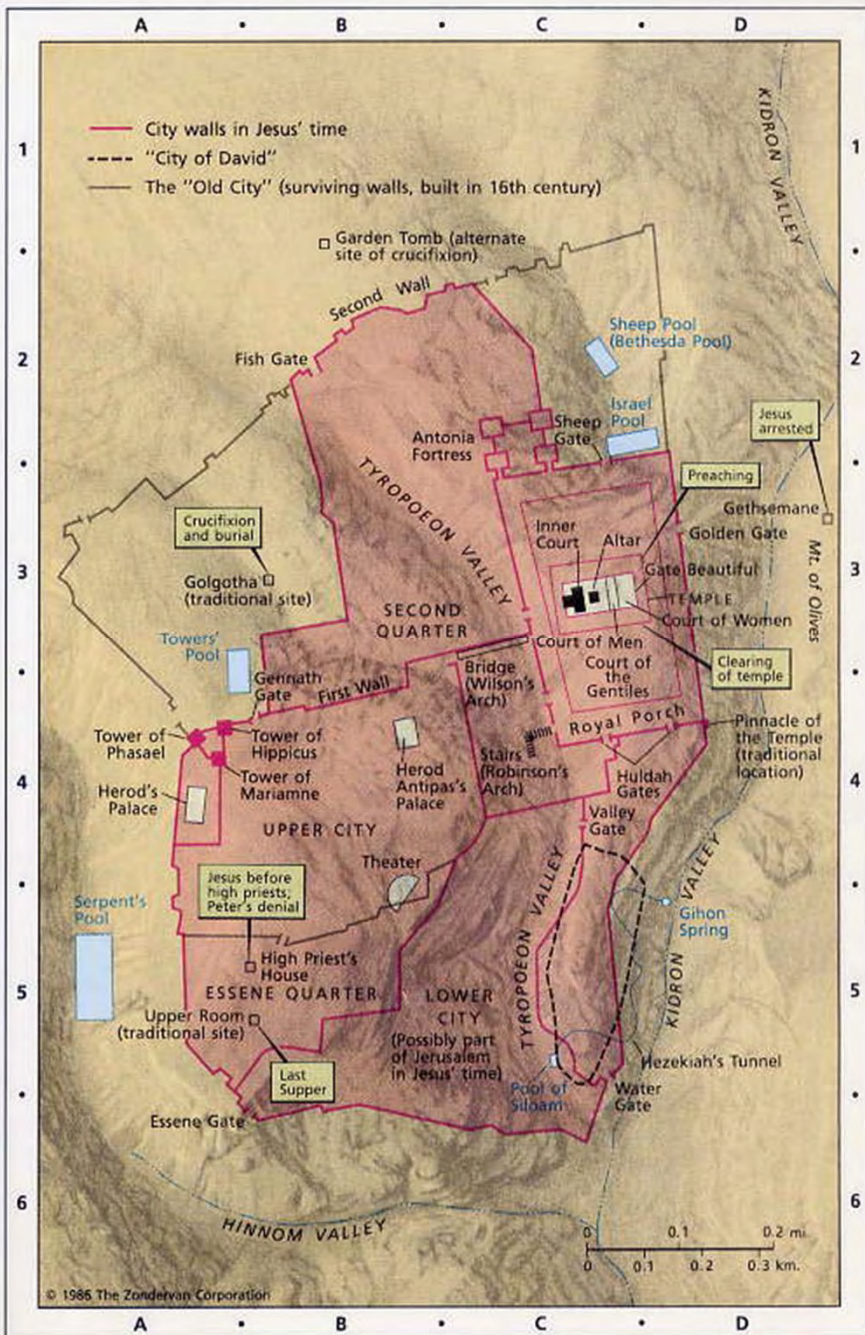 A • B • C • D
1
2
3
4
5
6
City walls in Jesus' time
"City of David"
The "Old City" (surviving walls, built in 16th century)
KIDRON VALLEY
Garden Tomb (alternate
site of crucifixion)
Second Wall
Fish Gate
Sheep Pool
(Bethesda Pool)
Israel
Pool
Sheep
Gate
Antonia
Fortress
Jesus
arrested
Preaching
Gethsemane
Golden Gate
Mt. of Olives
TYROPOEON VALLEY
Crucifixion
and burial
Golgotha
(traditional site)
Inner
Court
Altar
Gate Beautiful
TEMPLE
Court of Women
Court of Men
Court of
the
Gentiles
Clearing
of temple
SECOND
QUARTER
Towers'
Pool
Gennath
Gate
First Wall
Bridge
(Wilson's
Arch)
Royal Porch
Pinnacle of
the Temple
(traditional
location)
Tower of
Phasael
Tower of
Hippicus
Tower of
Mariamne
Herod
Antipas's
Palace
Stairs
(Robinson's
Arch)
Huldah
Gates
Herod's
Palace
Valley
Gate
UPPER CITY
Theater
Jesus before
high priests;
Peter's denial
Serpent's
Pool
TYROPOEON VALLEY
KIDRON VALLEY
Gihon
Spring
High Priest's
House
ESSENE QUARTER
LOWER
CITY
(Possibly part
of Jerusalem
in Jesus' time)
Upper Room
(traditional site)
Last
Supper
Hezekiah's Tunnel
Pool of
Siloam
Water
Gate
Essene Gate
HINNOM VALLEY
0 0.1 0.2 mi.
0 0.1 0.2 0.3 km.
© 1986 The Zondervan Corporation
A • B • C • D
1
2
3
4
5
6